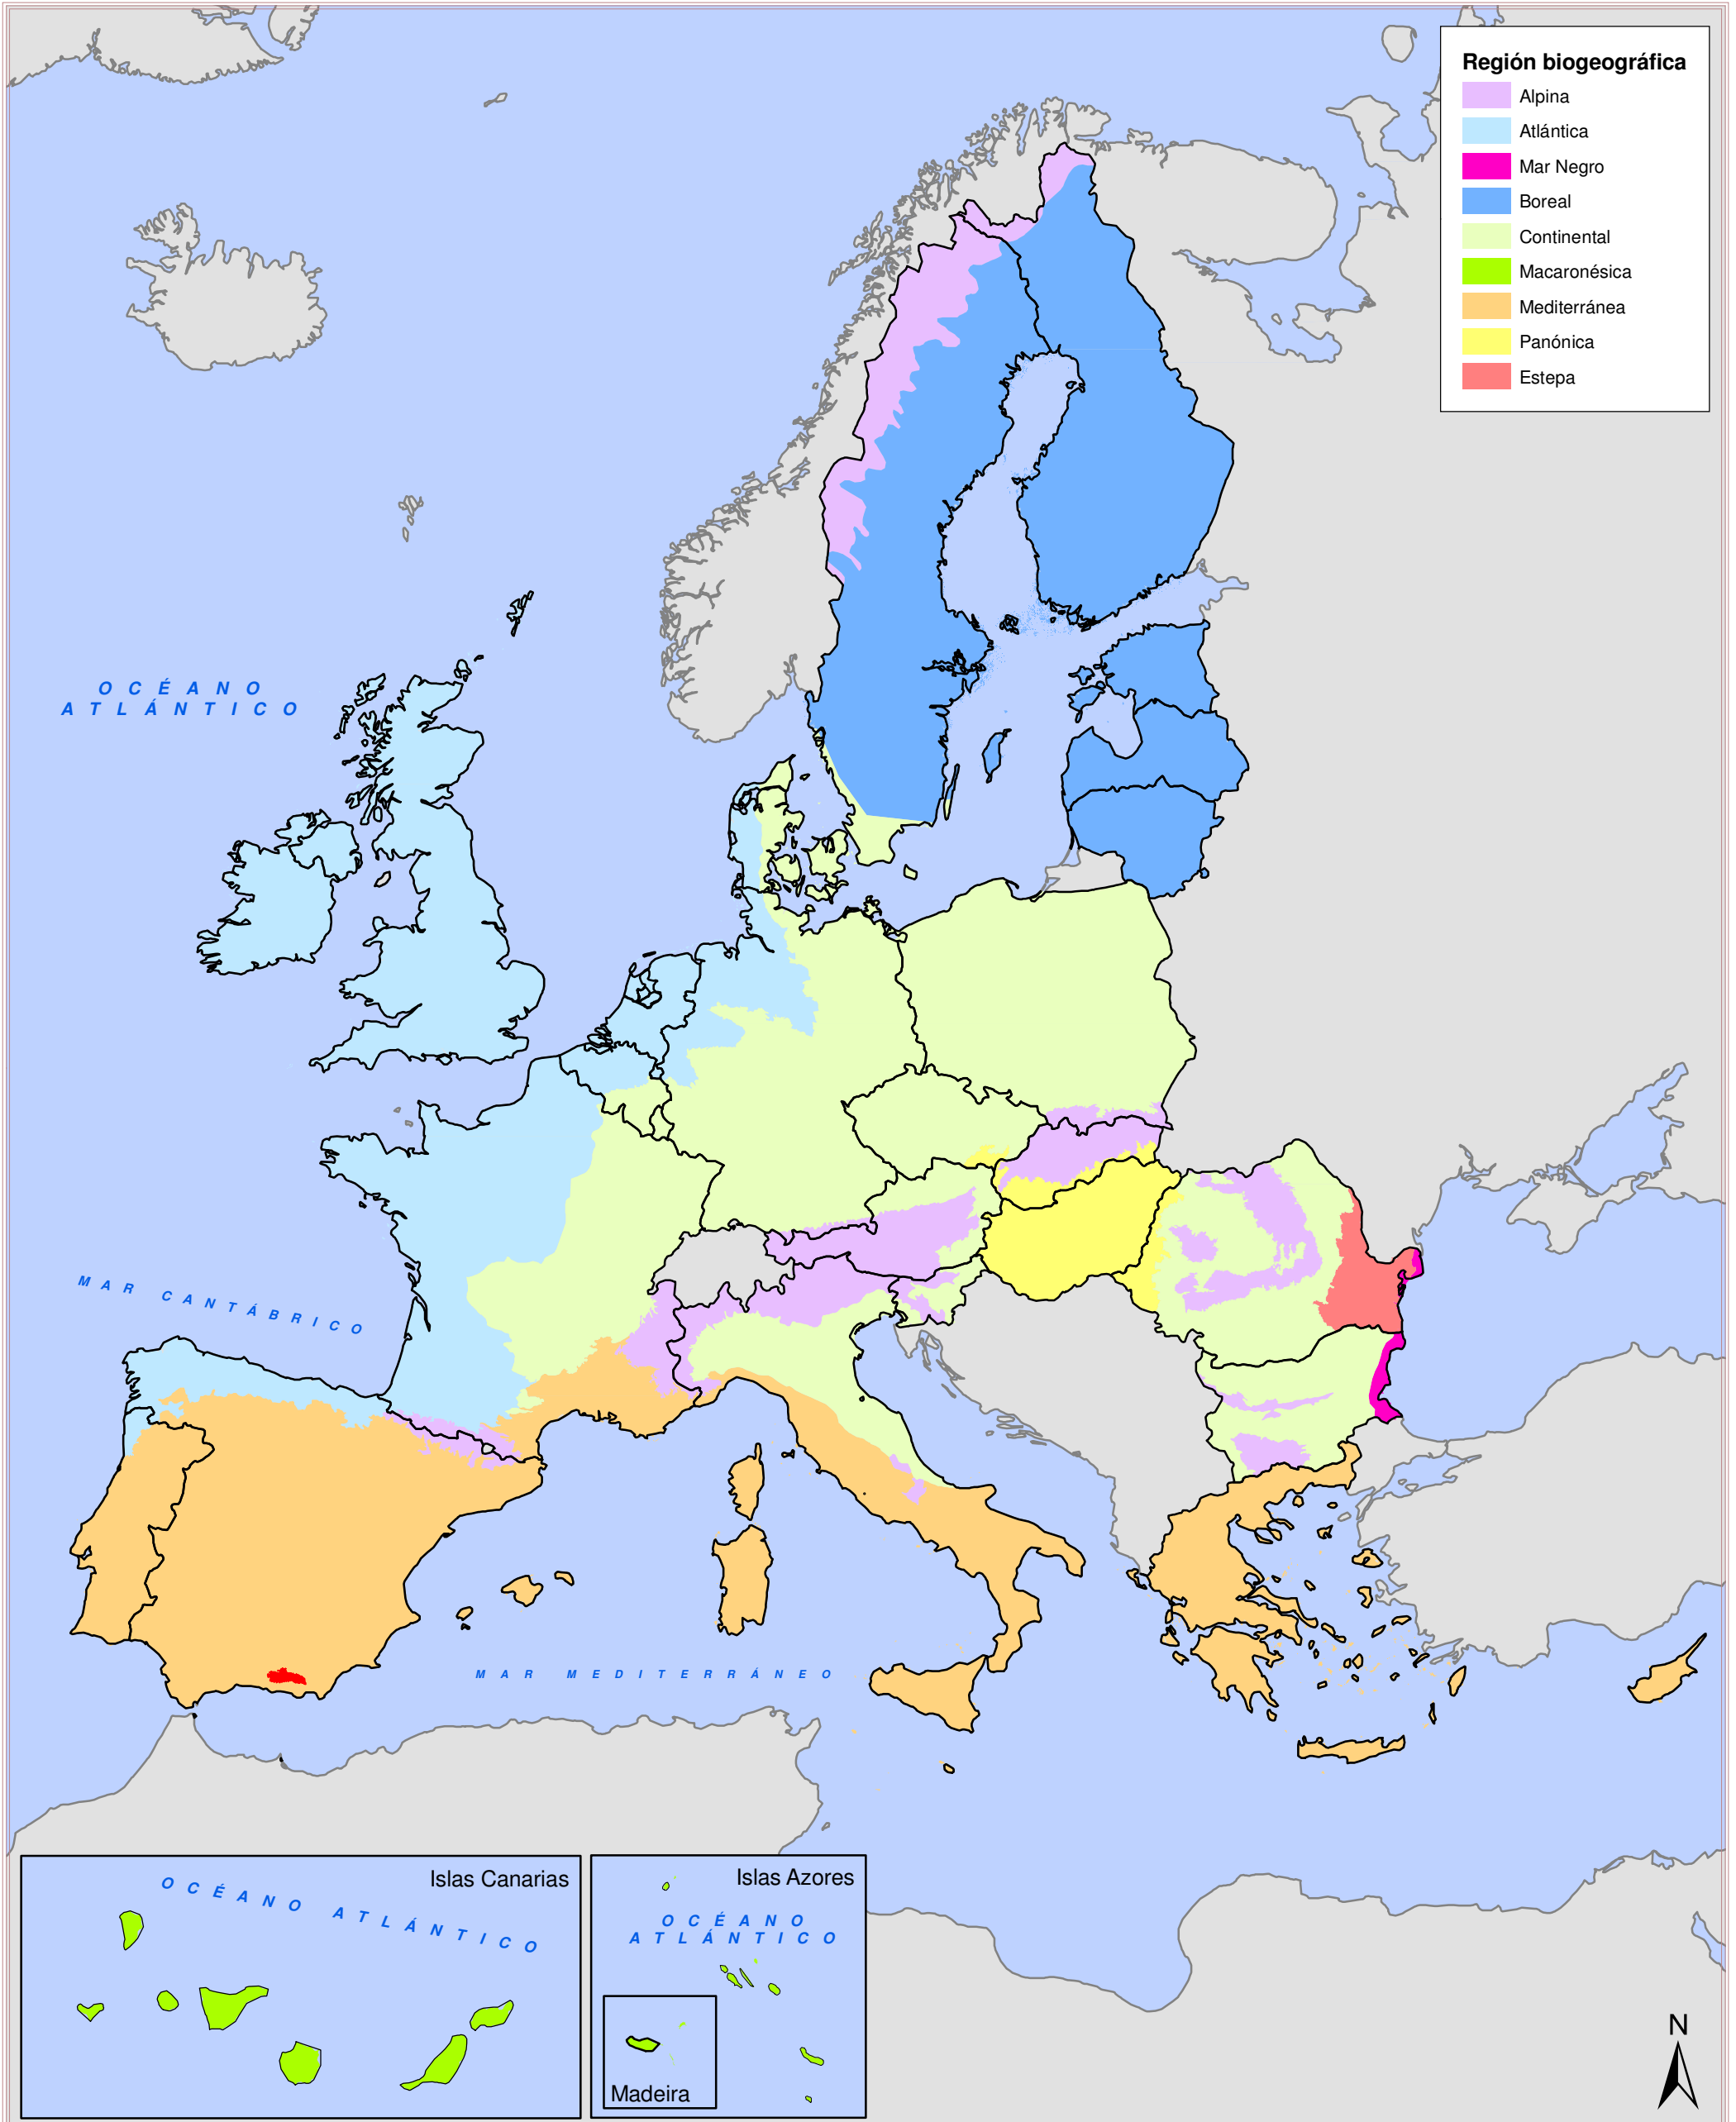 Región biogeográfica
Alpina
Atlántica
Mar Negro
Boreal
Continental
Macaronésica
Mediterránea
Panónica
Estepa
OCÉANO
ATLÁNTICO
MAR CANTÁBRICO
MAR MEDITERRÁNEO
Islas Canarias
OCÉANO ATLÁNTICO
Islas Azores
OCÉANO
ATLÁNTICO
Madeira
N